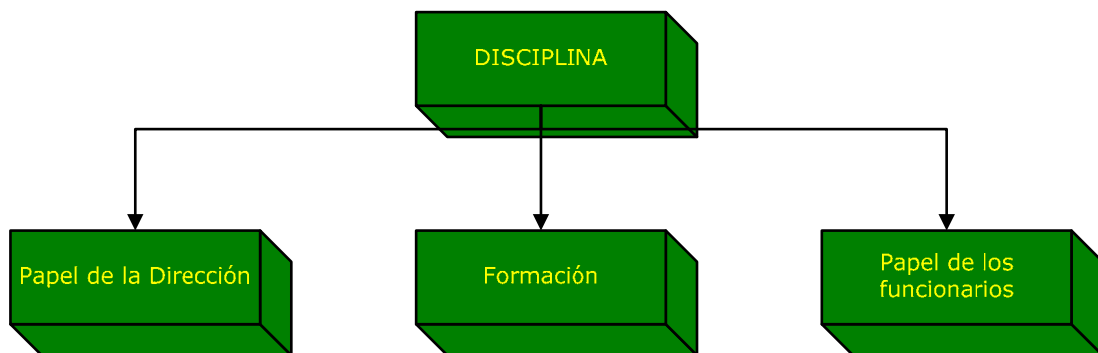 DISCIPLINA
Papel de la Dirección
Formación
Papel de los
funcionarios